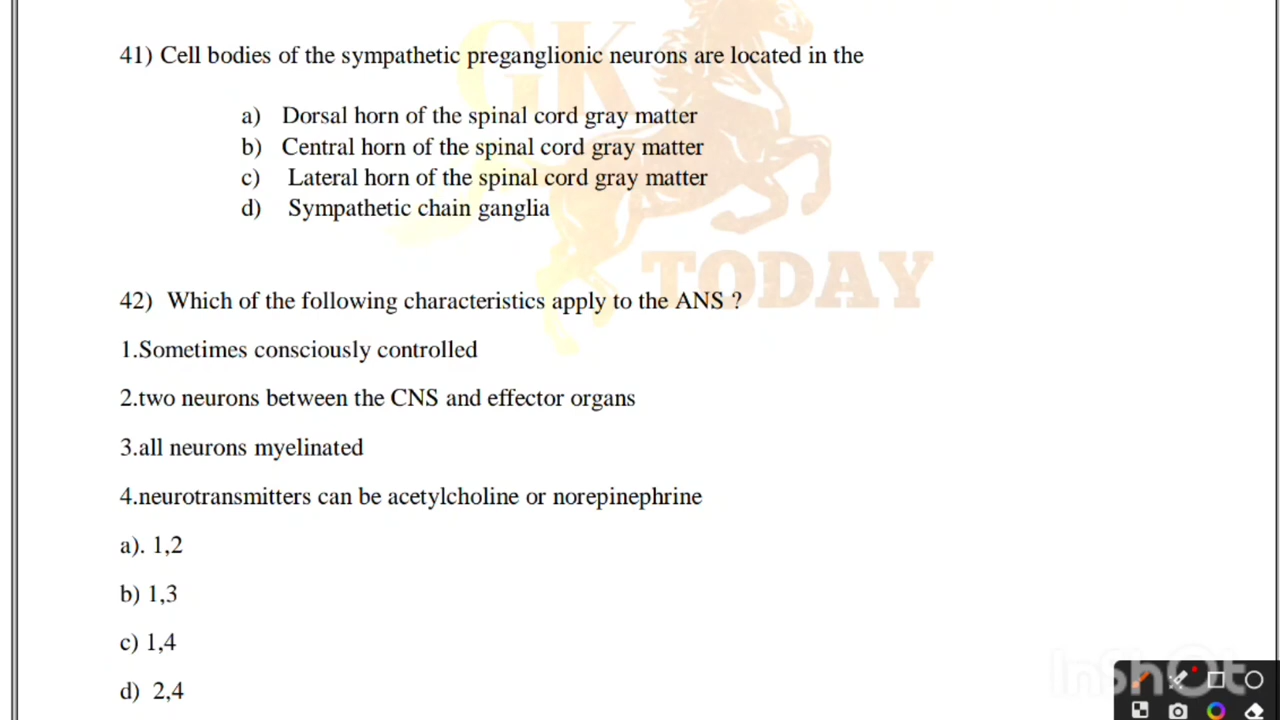 41) Cell bodies of the sympathetic preganglionic neurons are located in the
a) Dorsal horn of the spinal cord gray matter
b) Central horn of the spinal cord gray matter
c) Lateral horn of the spinal cord gray matter
d) Sympathetic chain ganglia
GK
TODAY
42) Which of the following characteristics apply to the ANS ?
1.Sometimes consciously controlled
2.two neurons between the CNS and effector organs
3.all neurons myelinated
4.neurotransmitters can be acetylcholine or norepinephrine
a). 1,2
b) 1,3
c) 1,4
d) 2,4
InShOt